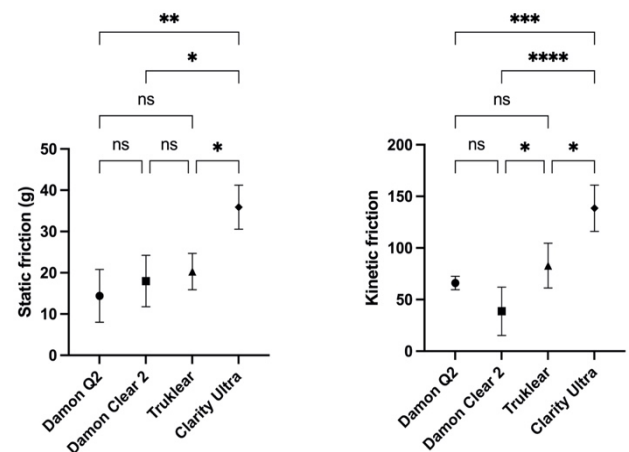 **
*
ns
ns
ns
*
50
40
30
20
10
0
Static friction (g)
Damon Q2
Damon Clear 2
Truklear
Clarity Ultra
***
****
ns
ns
*
*
200
150
100
50
0
Kinetic friction
Damon Q2
Damon Clear 2
Truklear
Clarity Ultra